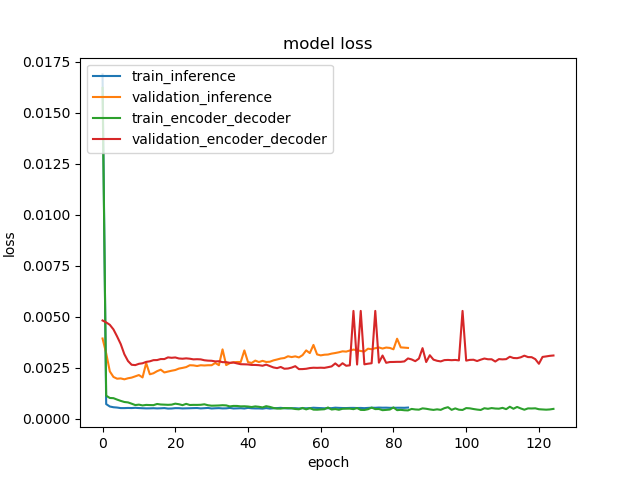 model loss
0.0175
0.0150
0.0125
0.0100
0.0075
0.0050
0.0025
0.0000
loss
train_inference
validation_inference
train_encoder_decoder
validation_encoder_decoder
0 20 40 60 80 100 120
epoch